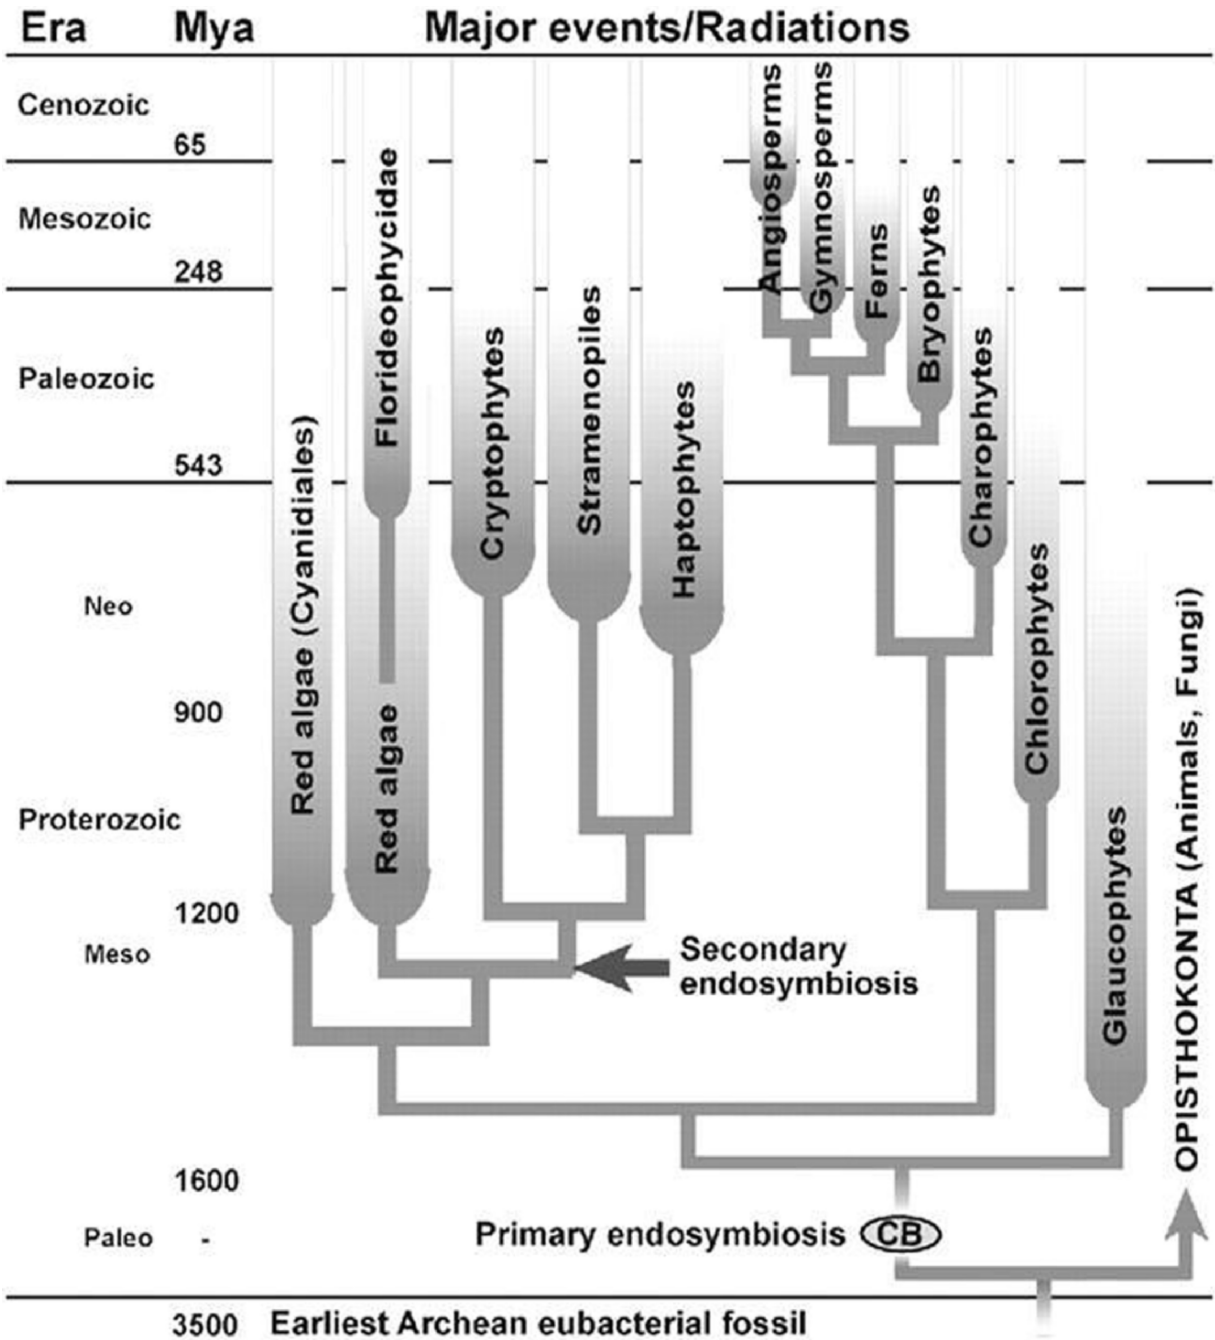 Era Mya Major events/Radiations
Cenozoic
65
Mesozoic
248
Paleozoic
543
Neo
900
Proterozoic
1200
Meso
1600
Paleo -
3500 Earliest Archean eubacterial fossil
Red algae (Cyanidiales)
Florideophycidae
Red algae
Cryptophytes
Stramenopiles
Haptophytes
Angiosperms
Gymnosperms
Ferns
Bryophytes
Charophytes
Chlorophytes
Glaucophytes
OPISTHOKONTA (Animals, Fungi)
Secondary
endosymbiosis
Primary endosymbiosis CB